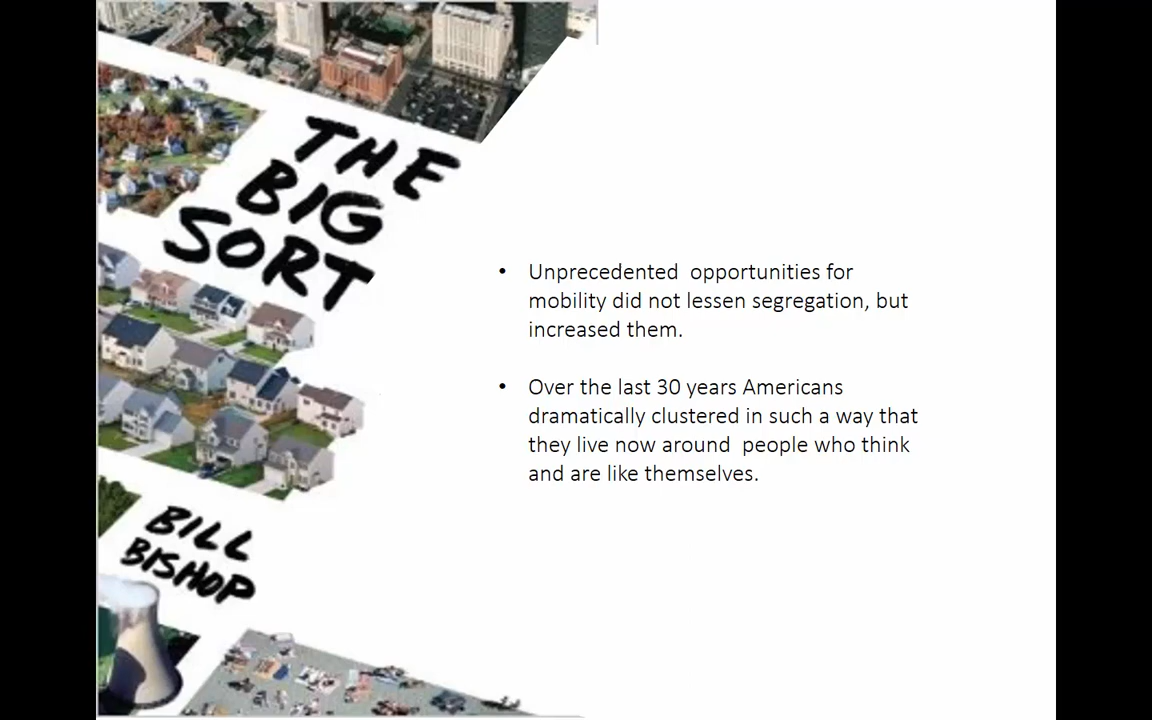 THE
BIG
SORT
BILL
BISHOP
• Unprecedented  opportunities for
mobility did not lessen segregation, but
increased them.
• Over the last 30 years Americans
dramatically clustered in such a way that
they live now around  people who think
and are like themselves.